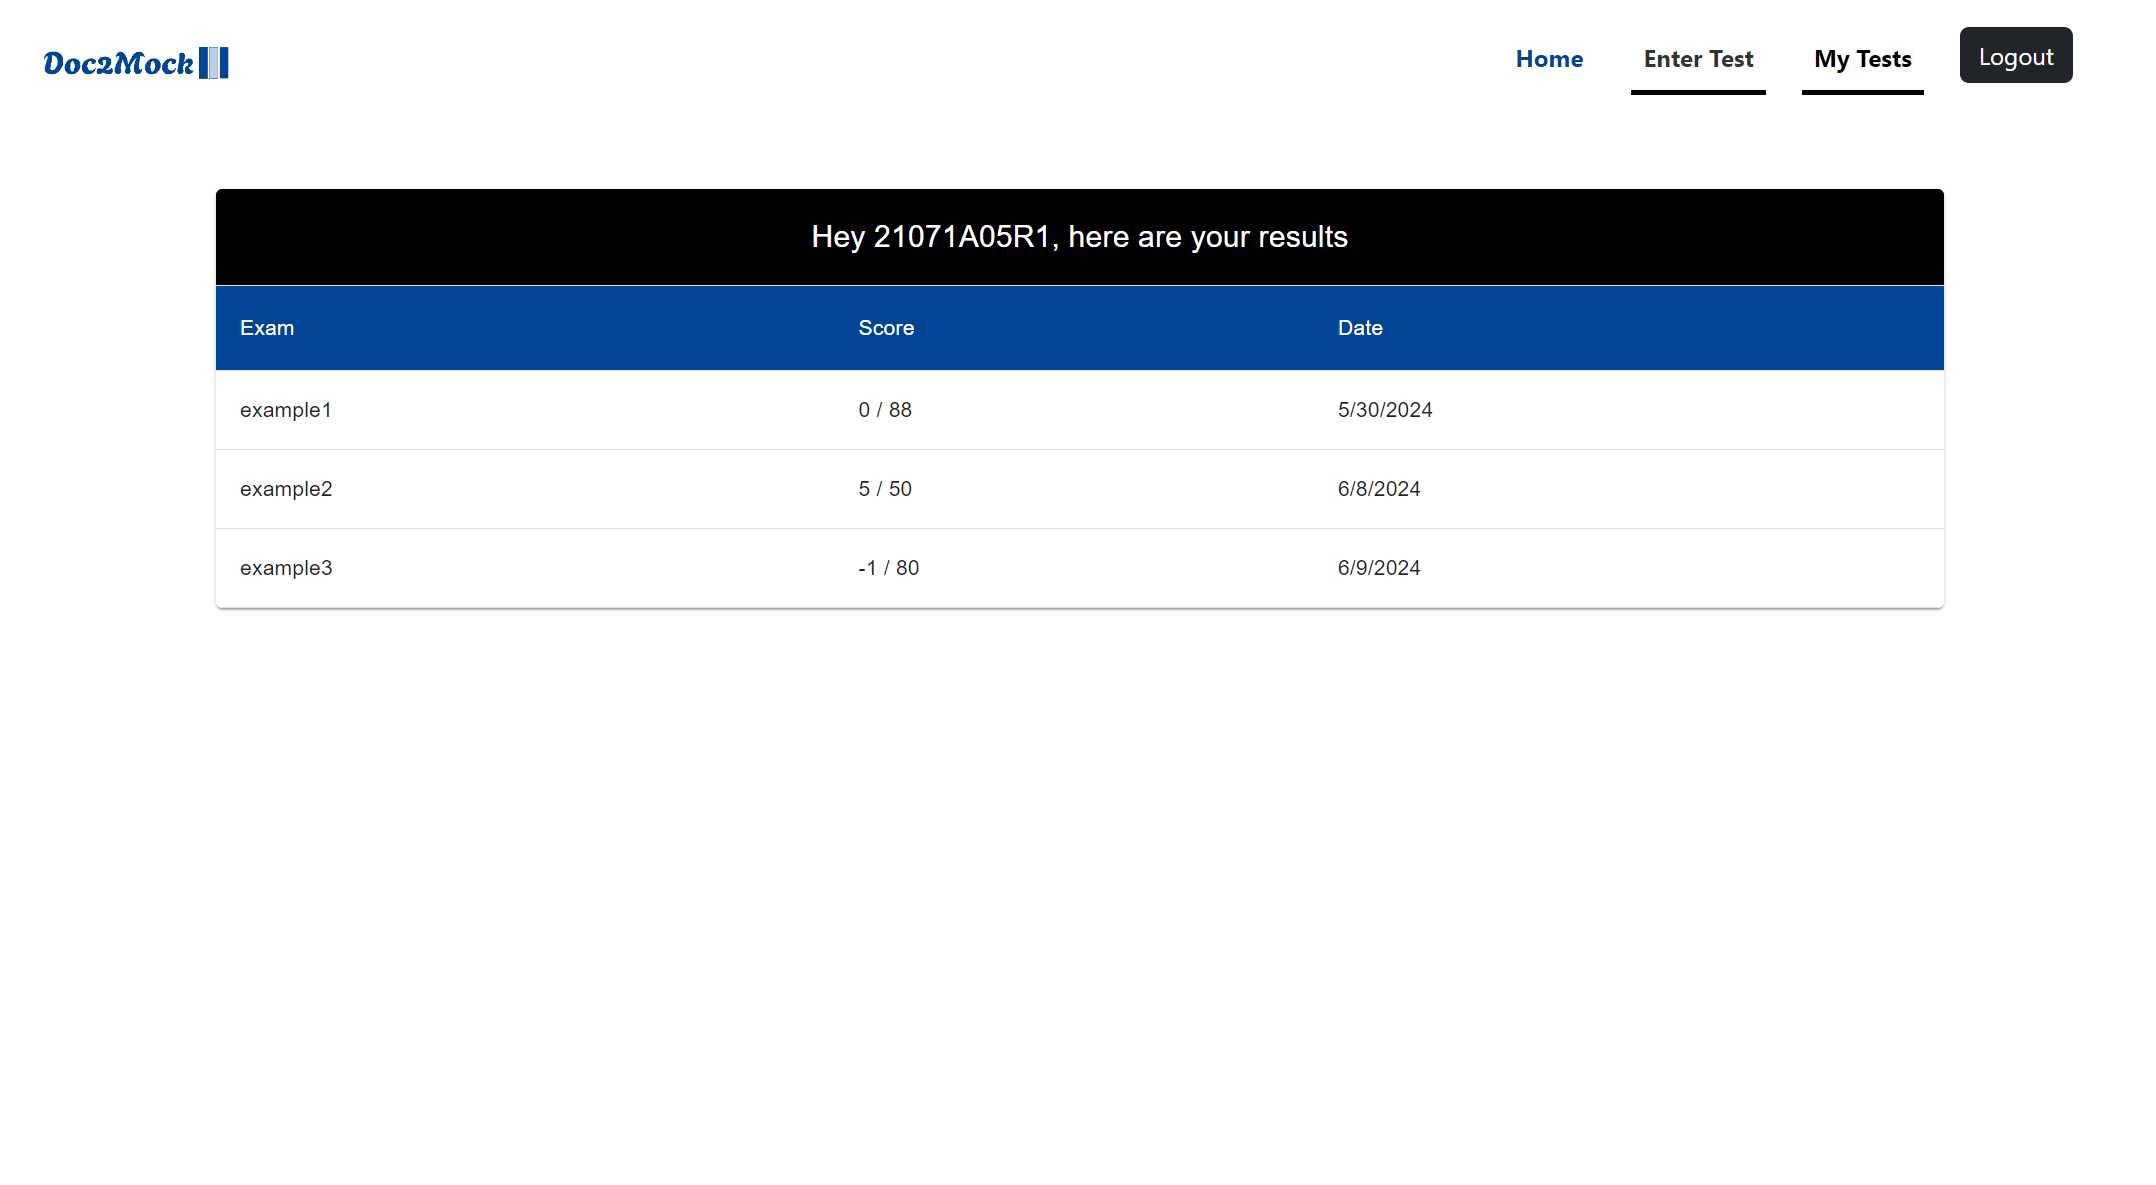 Doc2Mock
Home Enter Test My Tests Logout
Hey 21071A05R1, here are your results
Exam Score Date
example1 0 / 88 5/30/2024
example2 5 / 50 6/8/2024
example3 -1 / 80 6/9/2024